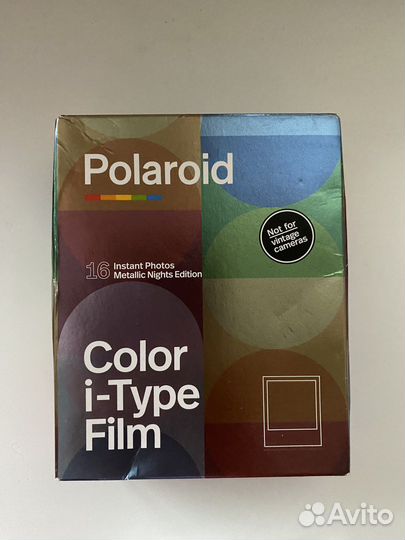 Polaroid
Not for
vintage
cameras
16 Instant Photos
Metallic Nights Edition
Color
i-Type
Film
Avito